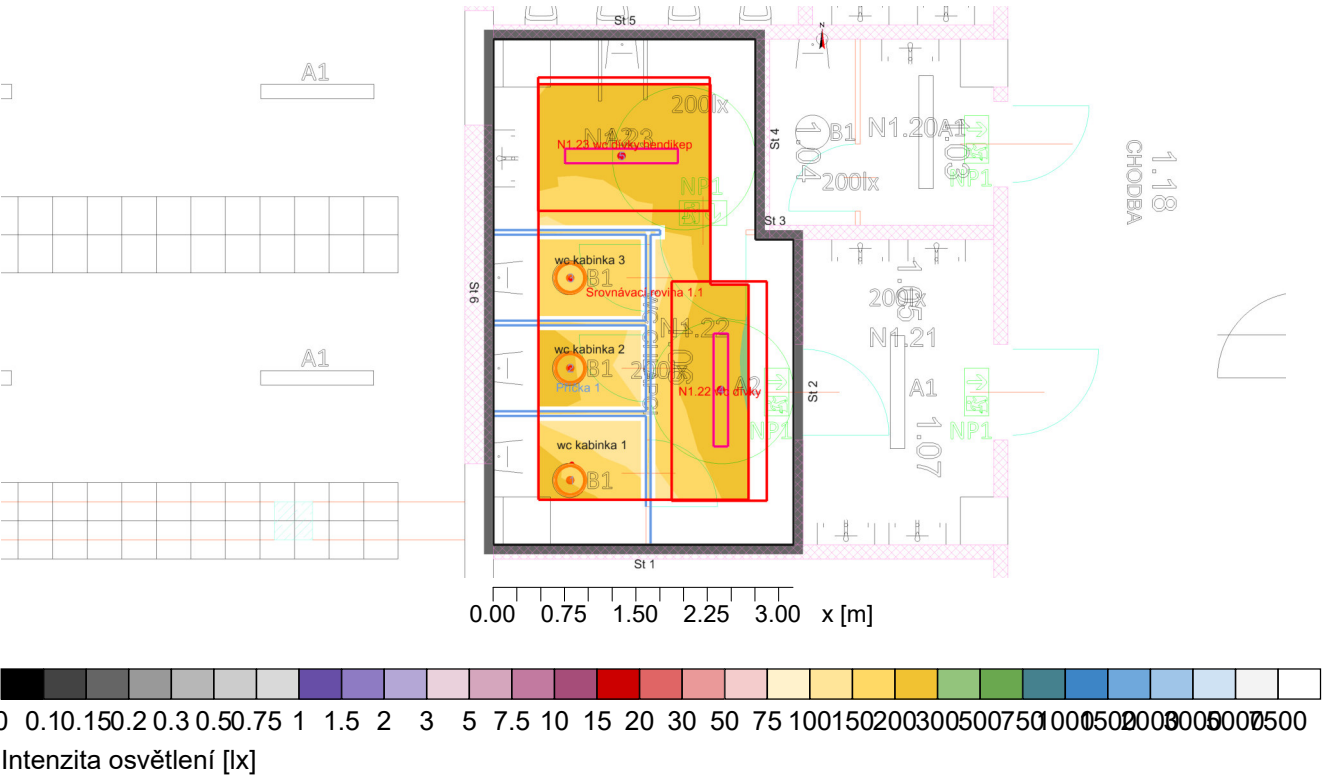 St 5
z
A1
200lx
N1.23
A2
N1.23 wc dívky hendikep
St 4
1.04
B1
N1.20
A1
1.03
NP1
200lx
NP1
1.18
CHODBA
St 3
wc kabinka 3
B1
Srovnávací rovina 1.1
St 6
1.05
200lx
N1.22
N1.21
wc kabinka 2
B1
200lx
Příčka 1
A1
A2
N1.22 wc dívky
St 2
A1
NP1
NP1
1.07
wc kabinka 1
B1
St 1
0.00 0.75 1.50 2.25 3.00 x [m]
0 0.1 0.15 0.2 0.3 0.5 0.75 1 1.5 2 3 5 7.5 10 15 20 30 50 75 100 150 200 300 500 750 1000 1500 2000 3000 5000 7500
Intenzita osvětlení [lx]